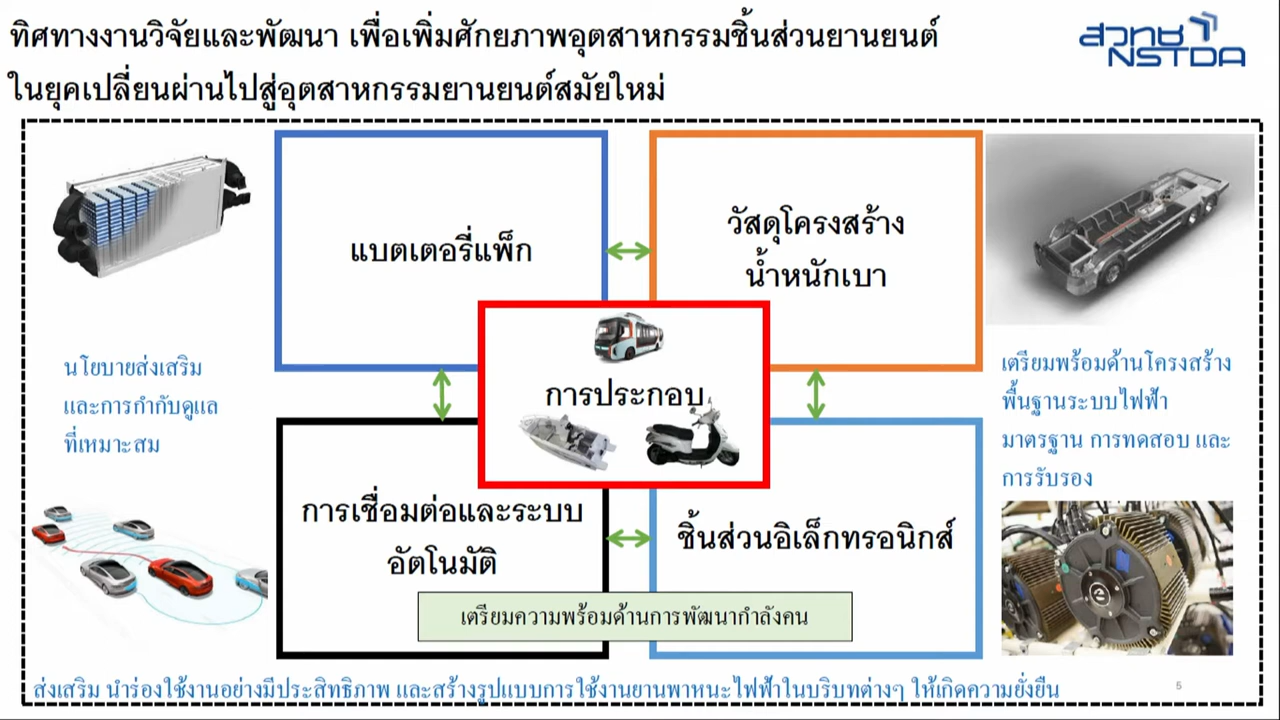 ทิศทางงานวิจัยและพัฒนา เพื่อเพิ่มศักยภาพอุตสาหกรรมชิ้นส่วนยานยนต์
ในยุคเปลี่ยนผ่านไปสู่อุตสาหกรรมยานยนต์สมัยใหม่
สวทช
NSTDA
แบตเตอรี่แพ็ก
วัสดุโครงสร้าง
น้ำหนักเบา
นโยบายส่งเสริม
และการกำกับดูแล
ที่เหมาะสม
การประกอบ
เตรียมพร้อมด้านโครงสร้าง
พื้นฐานระบบไฟฟ้า
มาตรฐาน การทดสอบ และ
การรับรอง
การเชื่อมต่อและระบบ
อัตโนมัติ
ชิ้นส่วนอิเล็กทรอนิกส์
เตรียมความพร้อมด้านการพัฒนากำลังคน
ส่งเสริม นำร่องใช้งานอย่างมีประสิทธิภาพ และสร้างรูปแบบการใช้งานยานพาหนะไฟฟ้าในบริบทต่างๆ ให้เกิดความยั่งยืน
5